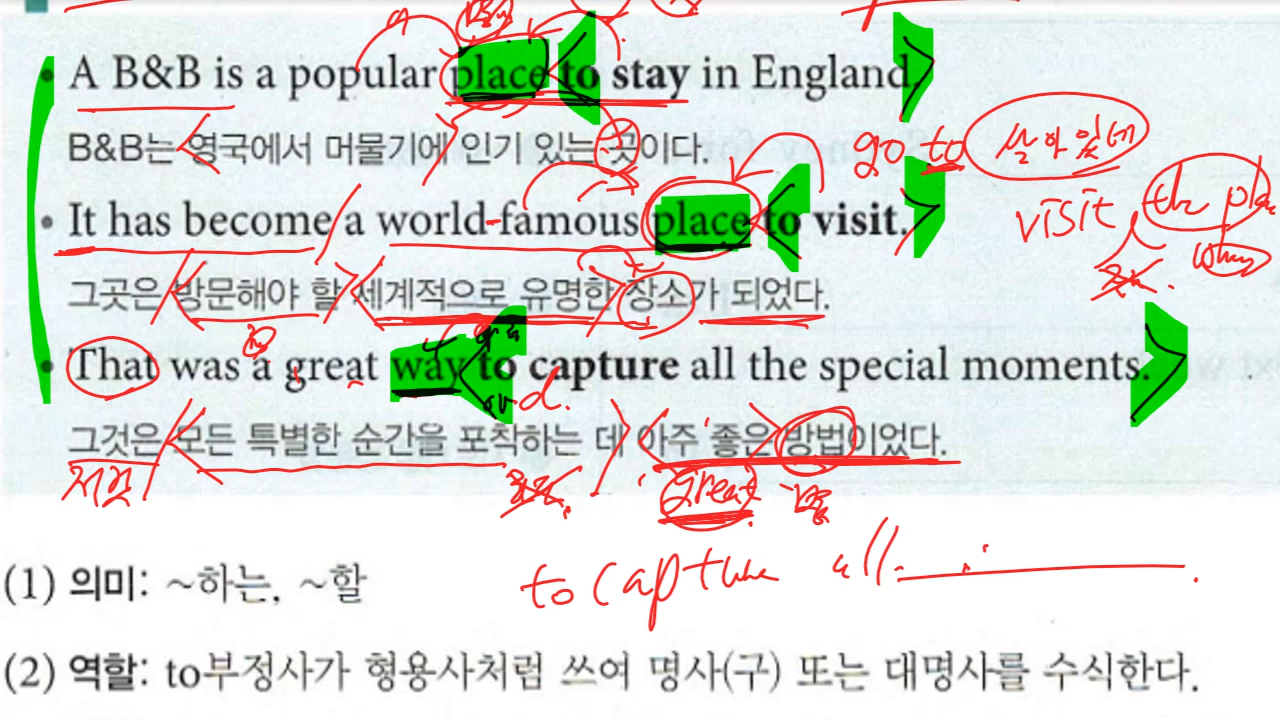 • A B&B is a popular place to stay in England.
B&B는 영국에서 머물기에 인기 있는 곳이다.
go to 살아있네
• It has become a world-famous place to visit.
visit the place
그곳은 방문해야 할 세계적으로 유명한 장소가 되었다.
• That was a great way to capture all the special moments.
그것은 모든 특별한 순간을 포착하는 데 아주 좋은 방법이었다.
great
(1) 의미: ~하는, ~할
to capture all
(2) 역할: to부정사가 형용사처럼 쓰여 명사(구) 또는 대명사를 수식한다.